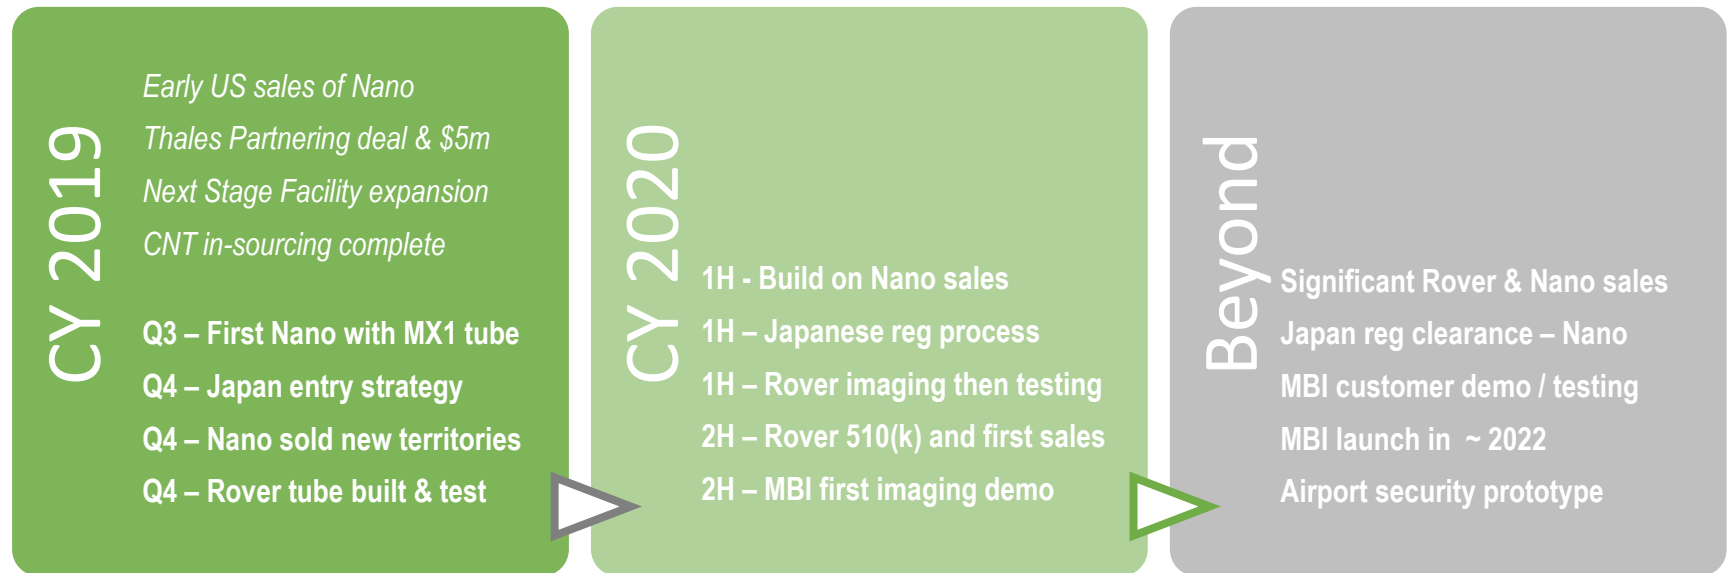 CY 2019
Early US sales of Nano
Thales Partnering deal & $5m
Next Stage Facility expansion
CNT in-sourcing complete
Q3 – First Nano with MX1 tube
Q4 – Japan entry strategy
Q4 – Nano sold new territories
Q4 – Rover tube built & test
CY 2020
1H - Build on Nano sales
1H – Japanese reg process
1H – Rover imaging then testing
2H – Rover 510(k) and first sales
2H – MBI first imaging demo
Beyond
Significant Rover & Nano sales
Japan reg clearance – Nano
MBI customer demo / testing
MBI launch in ~ 2022
Airport security prototype